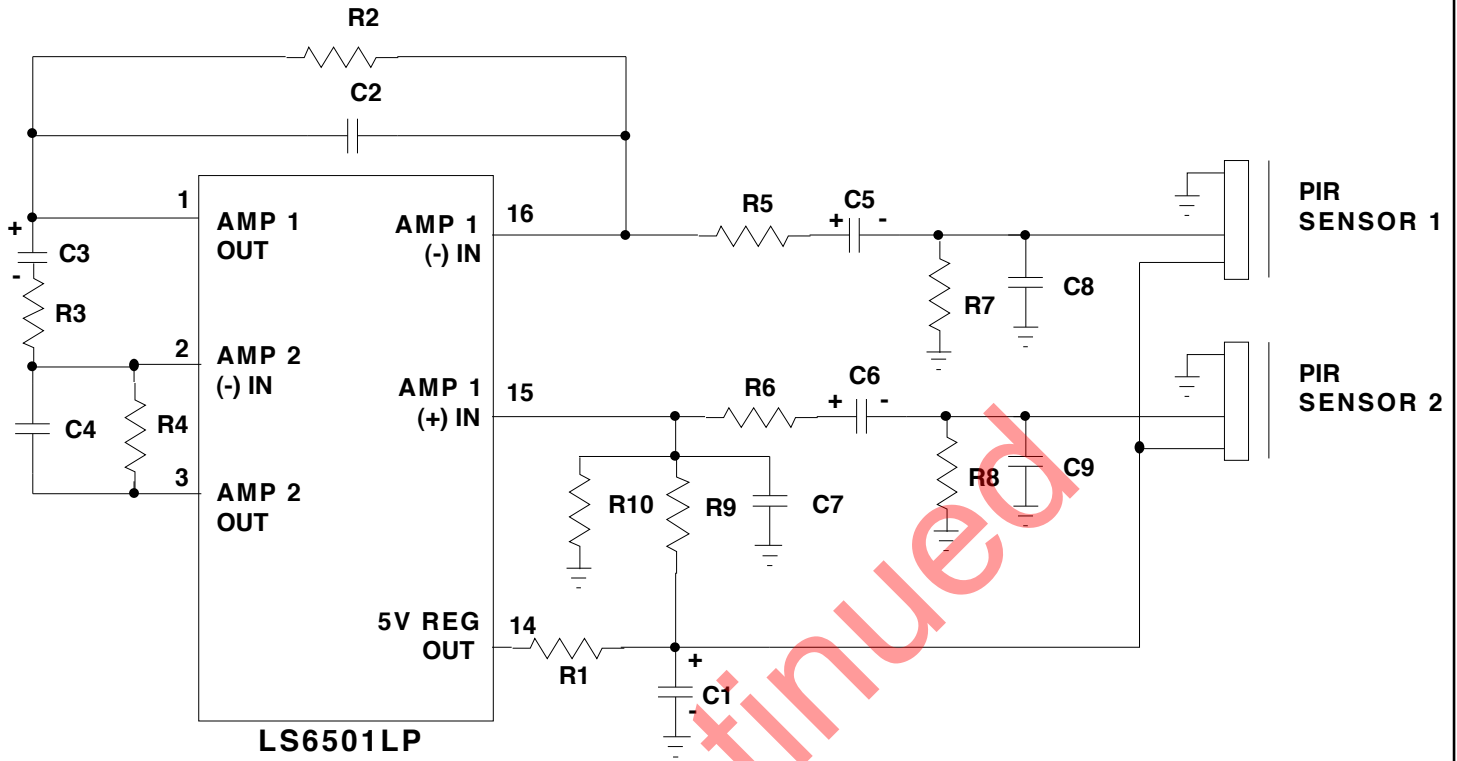 R2
C2
1
AMP 1
OUT
AMP 1
(-) IN
16
R5
C5
+ -
PIR
SENSOR 1
+
C3
-
R3
R7
C8
2
AMP 2
(-) IN
AMP 1
(+) IN
15
R6
C6
+ -
PIR
SENSOR 2
C4
R4
3
AMP 2
OUT
R10
R9
C7
R8
C9
5V REG
OUT
14
R1
+
C1
-
LS6501LP
tinued